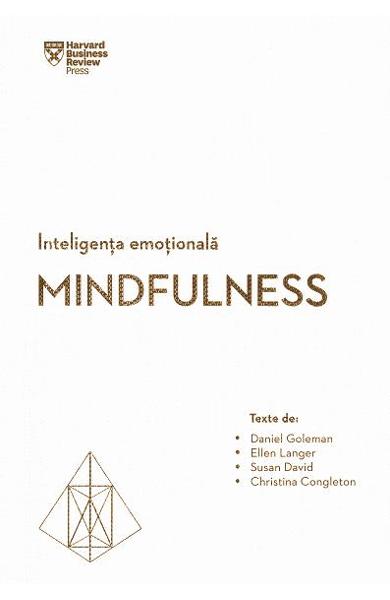 Harvard
Business
Review
Press
Inteligența emoțională
MINDFULNESS
Texte de:
• Daniel Goleman
• Ellen Langer
• Susan David
• Christina Congleton